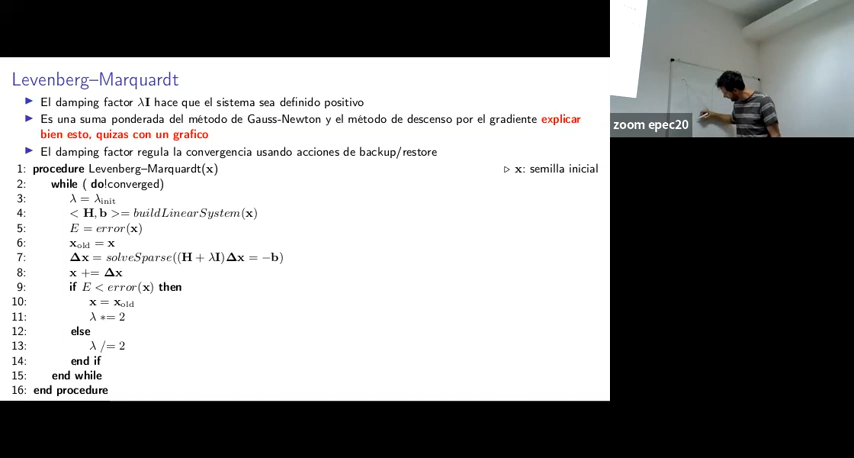 Levenberg–Marquardt
▶ El damping factor λI hace que el sistema sea definido positivo
▶ Es una suma ponderada del método de Gauss-Newton y el método de descenso por el gradiente explicar
bien esto, quizas con un grafico
▶ El damping factor regula la convergencia usando acciones de backup/restore
1: procedure Levenberg–Marquardt(x) ▷ x: semilla inicial
2: while ( do!converged)
3: λ = λinit
4: < H, b >= buildLinearSystem(x)
5: E = error(x)
6: xold = x
7: Δx = solveSparse((H + λI)Δx = −b)
8: x += Δx
9: if E < error(x) then
10: x = xold
11: λ ∗= 2
12: else
13: λ /= 2
14: end if
15: end while
16: end procedure
zoom epec20